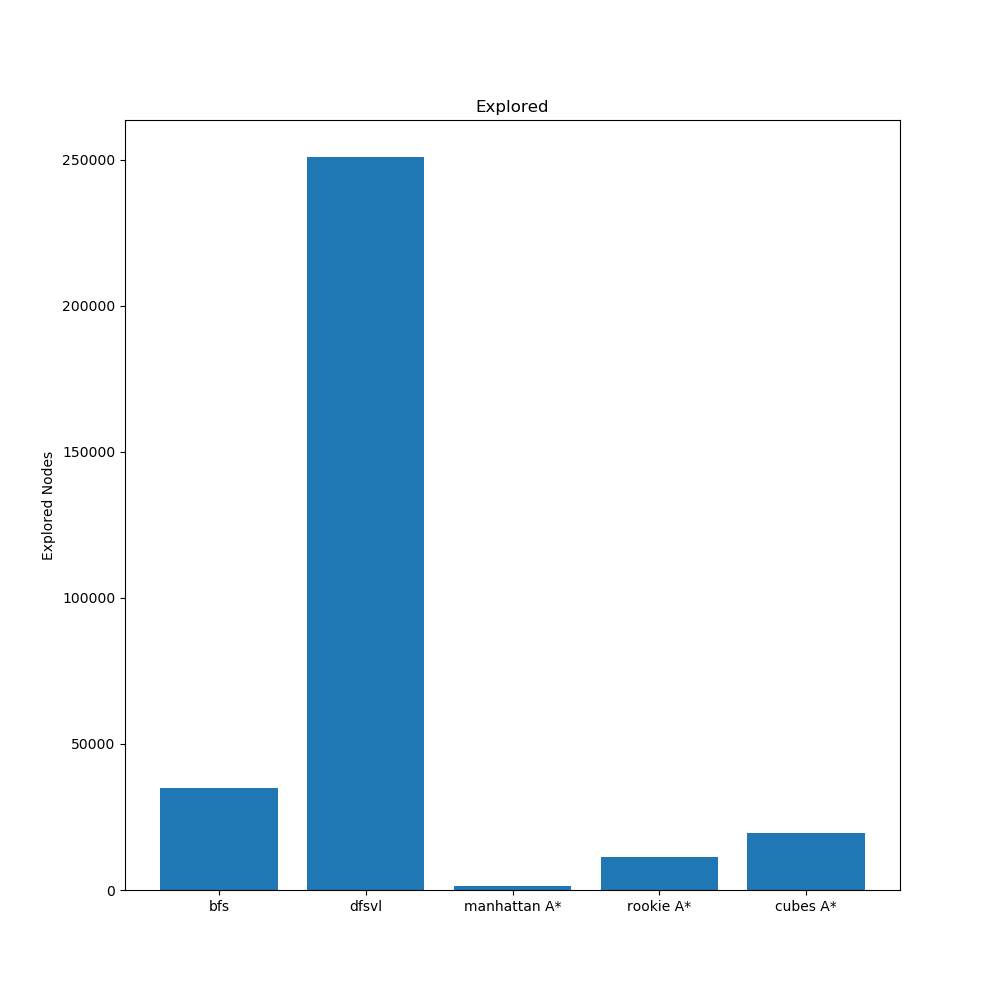 Explored
250000
200000
150000
100000
50000
0
Explored Nodes
bfs
dfsvl
manhattan A*
rookie A*
cubes A*